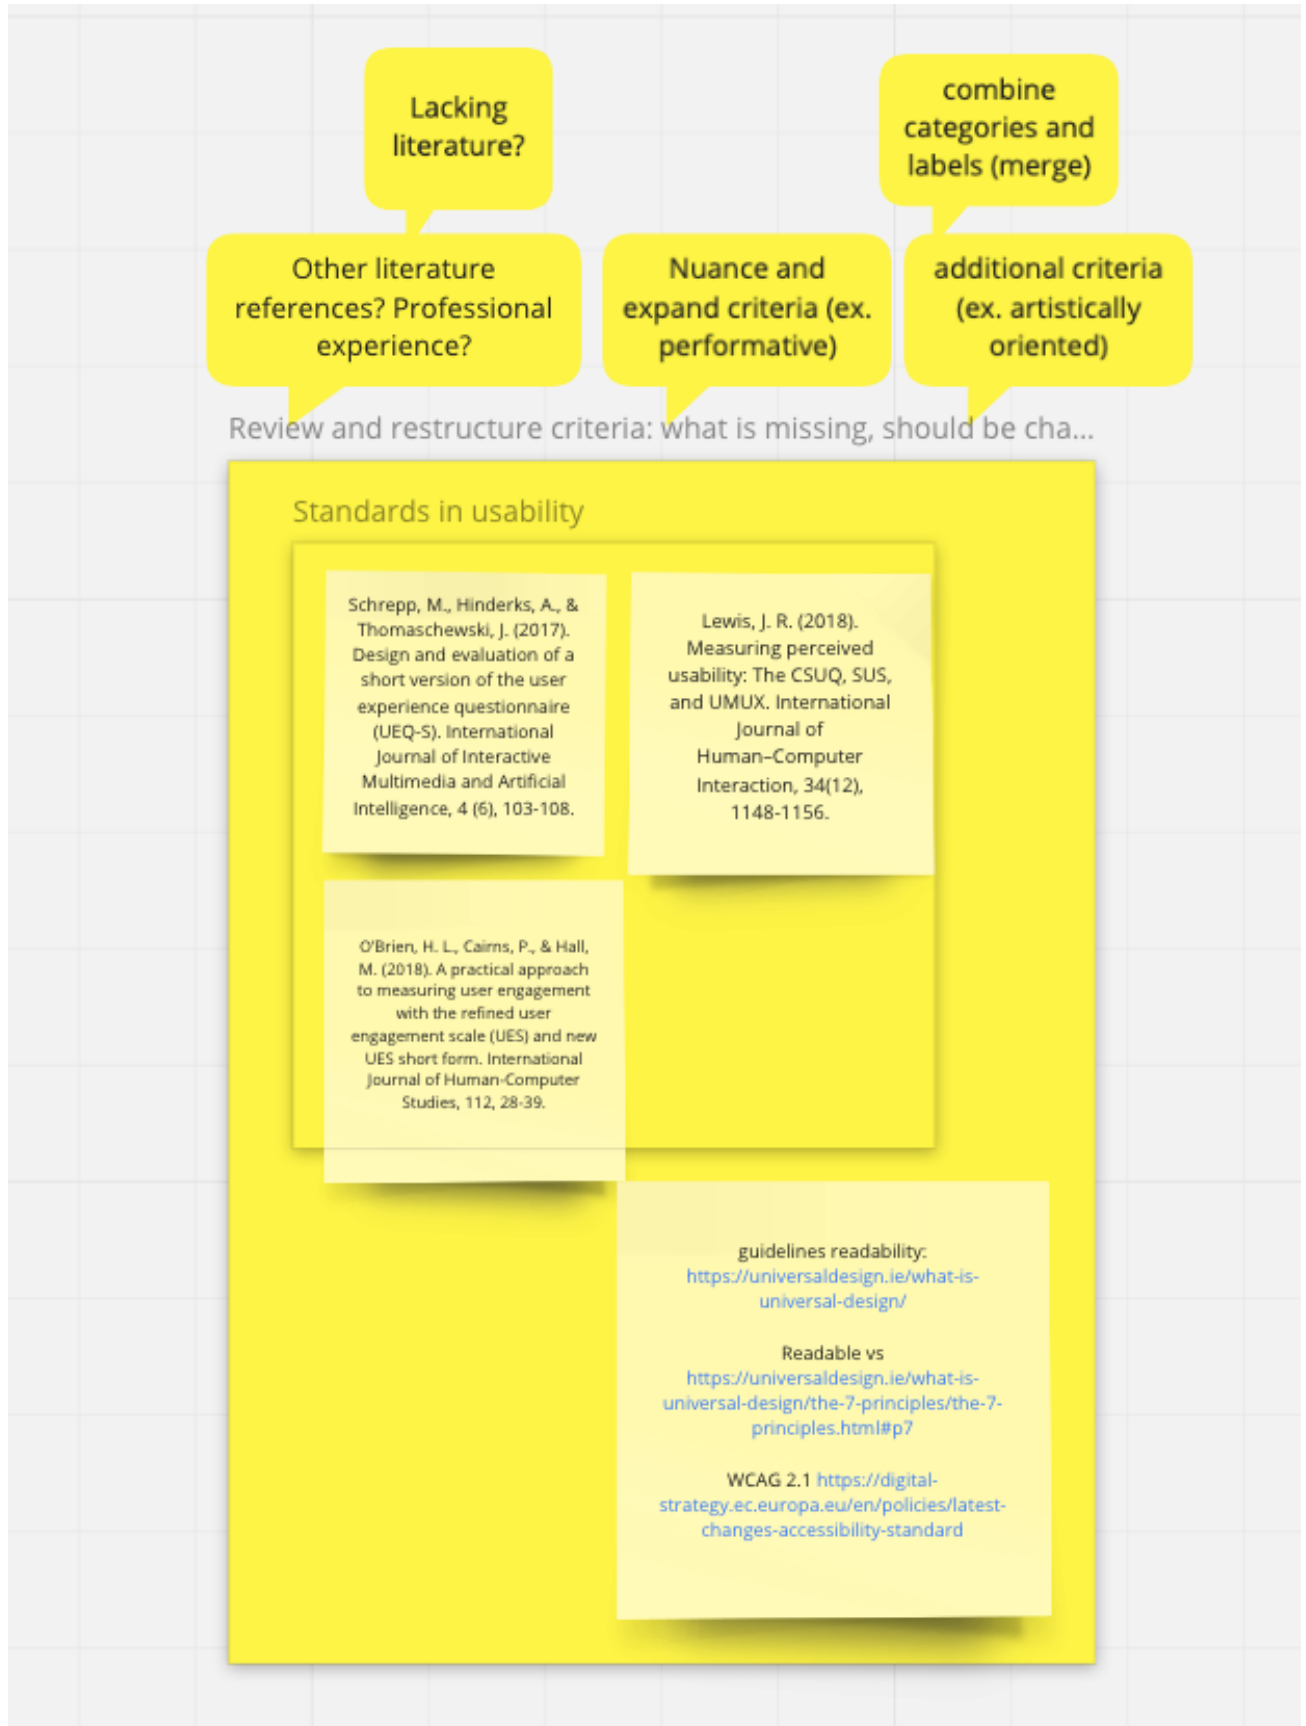 Lacking
literature?
combine
categories and
labels (merge)
Other literature
references? Professional
experience?
Nuance and
expand criteria (ex.
performative)
additional criteria
(ex. artistically
oriented)
Review and restructure criteria: what is missing, should be cha...
Standards in usability
Schrepp, M., Hinderks, A., &
Thomaschewski, J. (2017).
Design and evaluation of a
short version of the user
experience questionnaire
(UEQ-S). International
Journal of Interactive
Multimedia and Artificial
Intelligence, 4 (6), 103-108.
Lewis, J. R. (2018).
Measuring perceived
usability: The CSUQ, SUS,
and UMUX. International
Journal of
Human–Computer
Interaction, 34(12),
1148-1156.
O'Brien, H. L., Cairns, P., & Hall,
M. (2018). A practical approach
to measuring user engagement
with the refined user
engagement scale (UES) and new
UES short form. International
Journal of Human-Computer
Studies, 112, 28-39.
guidelines readability:
https://universaldesign.ie/what-is-
universal-design/
Readable vs
https://universaldesign.ie/what-is-
universal-design/the-7-principles/the-7-
principles.html#p7
WCAG 2.1 https://digital-
strategy.ec.europa.eu/en/policies/latest-
changes-accessibility-standard